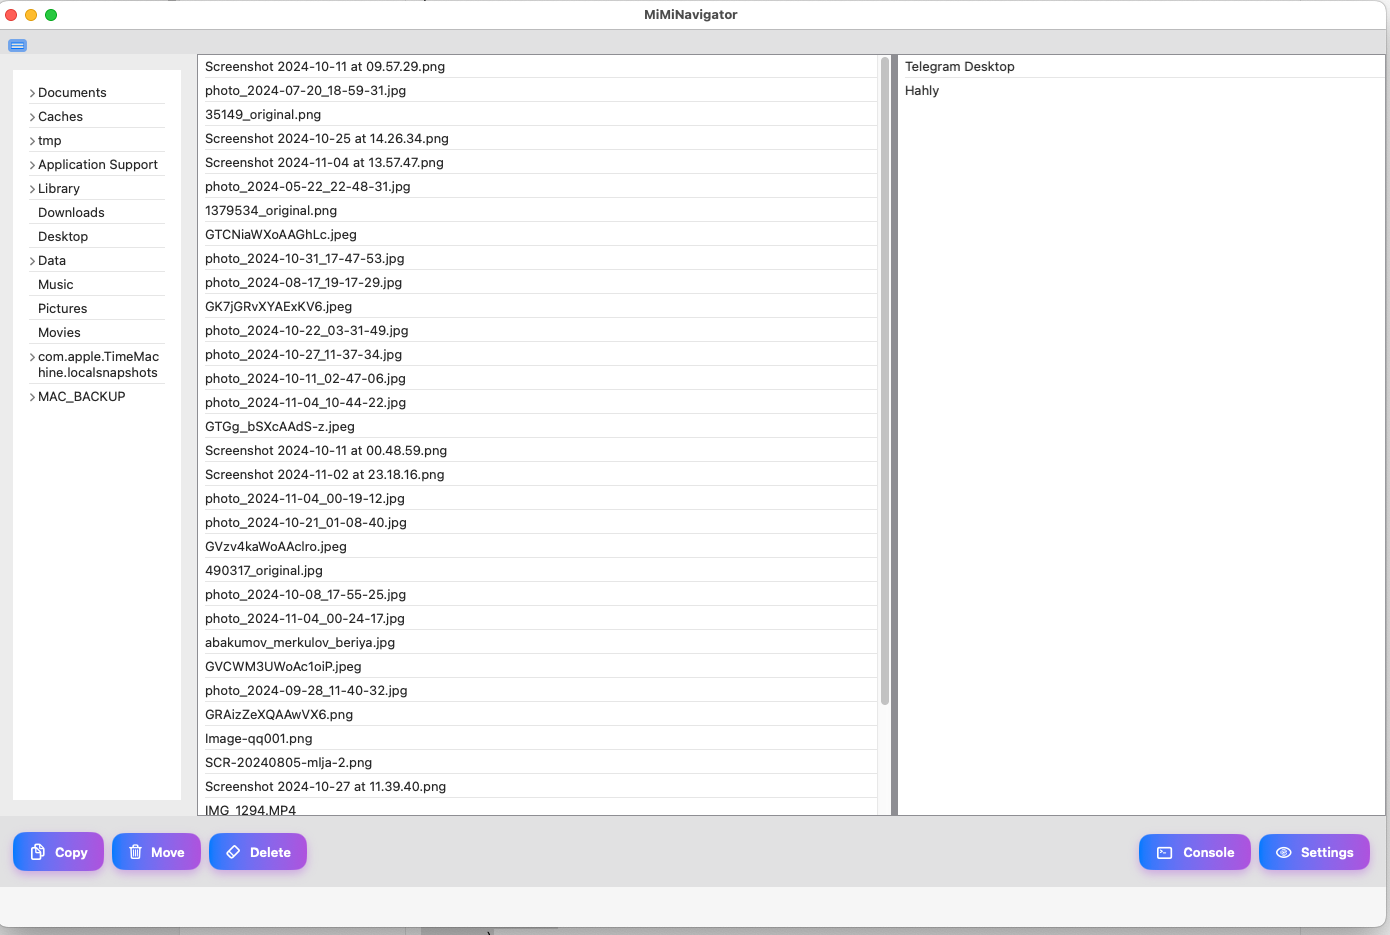 MiMiNavigator
Documents
Caches
tmp
Application Support
Library
Downloads
Desktop
Data
Music
Pictures
Movies
com.apple.TimeMac
hine.localsnapshots
MAC_BACKUP
Screenshot 2024-10-11 at 09.57.29.png
photo_2024-07-20_18-59-31.jpg
35149_original.png
Screenshot 2024-10-25 at 14.26.34.png
Screenshot 2024-11-04 at 13.57.47.png
photo_2024-05-22_22-48-31.jpg
1379534_original.png
GTCNiaWXoAAGhLc.jpeg
photo_2024-10-31_17-47-53.jpg
photo_2024-08-17_19-17-29.jpg
GK7jGRvXYAExKV6.jpeg
photo_2024-10-22_03-31-49.jpg
photo_2024-10-27_11-37-34.jpg
photo_2024-10-11_02-47-06.jpg
photo_2024-11-04_10-44-22.jpg
GTGg_bSXcAAdS-z.jpeg
Screenshot 2024-10-11 at 00.48.59.png
Screenshot 2024-11-02 at 23.18.16.png
photo_2024-11-04_00-19-12.jpg
photo_2024-10-21_01-08-40.jpg
GVzv4kaWoAAclro.jpeg
490317_original.jpg
photo_2024-10-08_17-55-25.jpg
photo_2024-11-04_00-24-17.jpg
abakumov_merkulov_beriya.jpg
GVCWM3UWoAc1oiP.jpeg
photo_2024-09-28_11-40-32.jpg
GRAizZeXQAAwVX6.png
Image-qq001.png
SCR-20240805-mlja-2.png
Screenshot 2024-10-27 at 11.39.40.png
IMG_1294.MP4
Telegram Desktop
Hahly
Copy
Move
Delete
Console
Settings